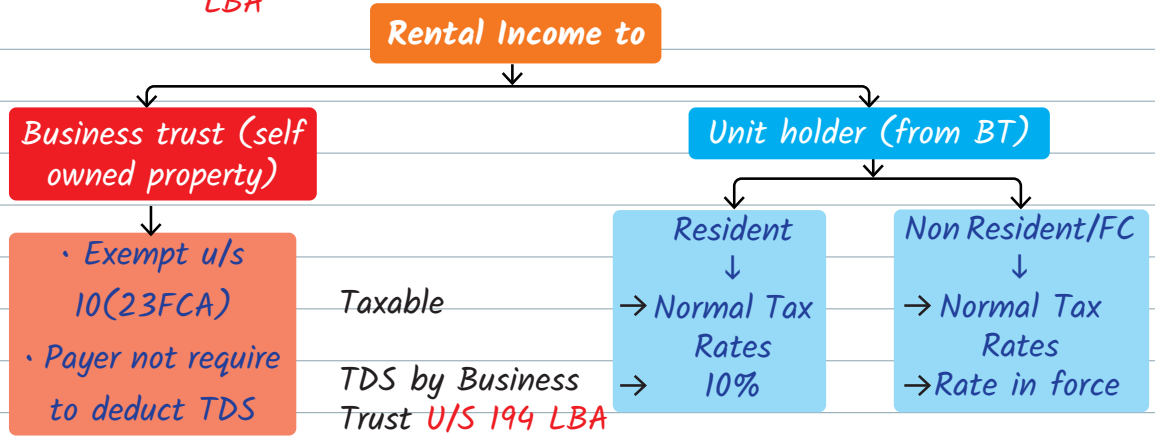 LBA
Rental Income to
Business trust (self
owned property)
• Exempt u/s
10(23FCA)
• Payer not require
to deduct TDS
Unit holder (from BT)
Resident
↓
Non Resident/FC
↓
Taxable
→ Normal Tax
Rates
→ Normal Tax
Rates
TDS by Business
Trust U/S 194 LBA
→ 10%
→ Rate in force